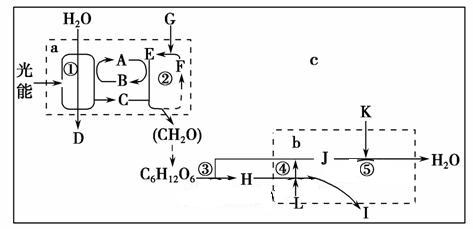 H₂O G
a
A E
① c
光能 B ② F
C K
D (CH₂O) b
C₆H₁₂O₆ ③ H ④ J ⑤ H₂O
L I